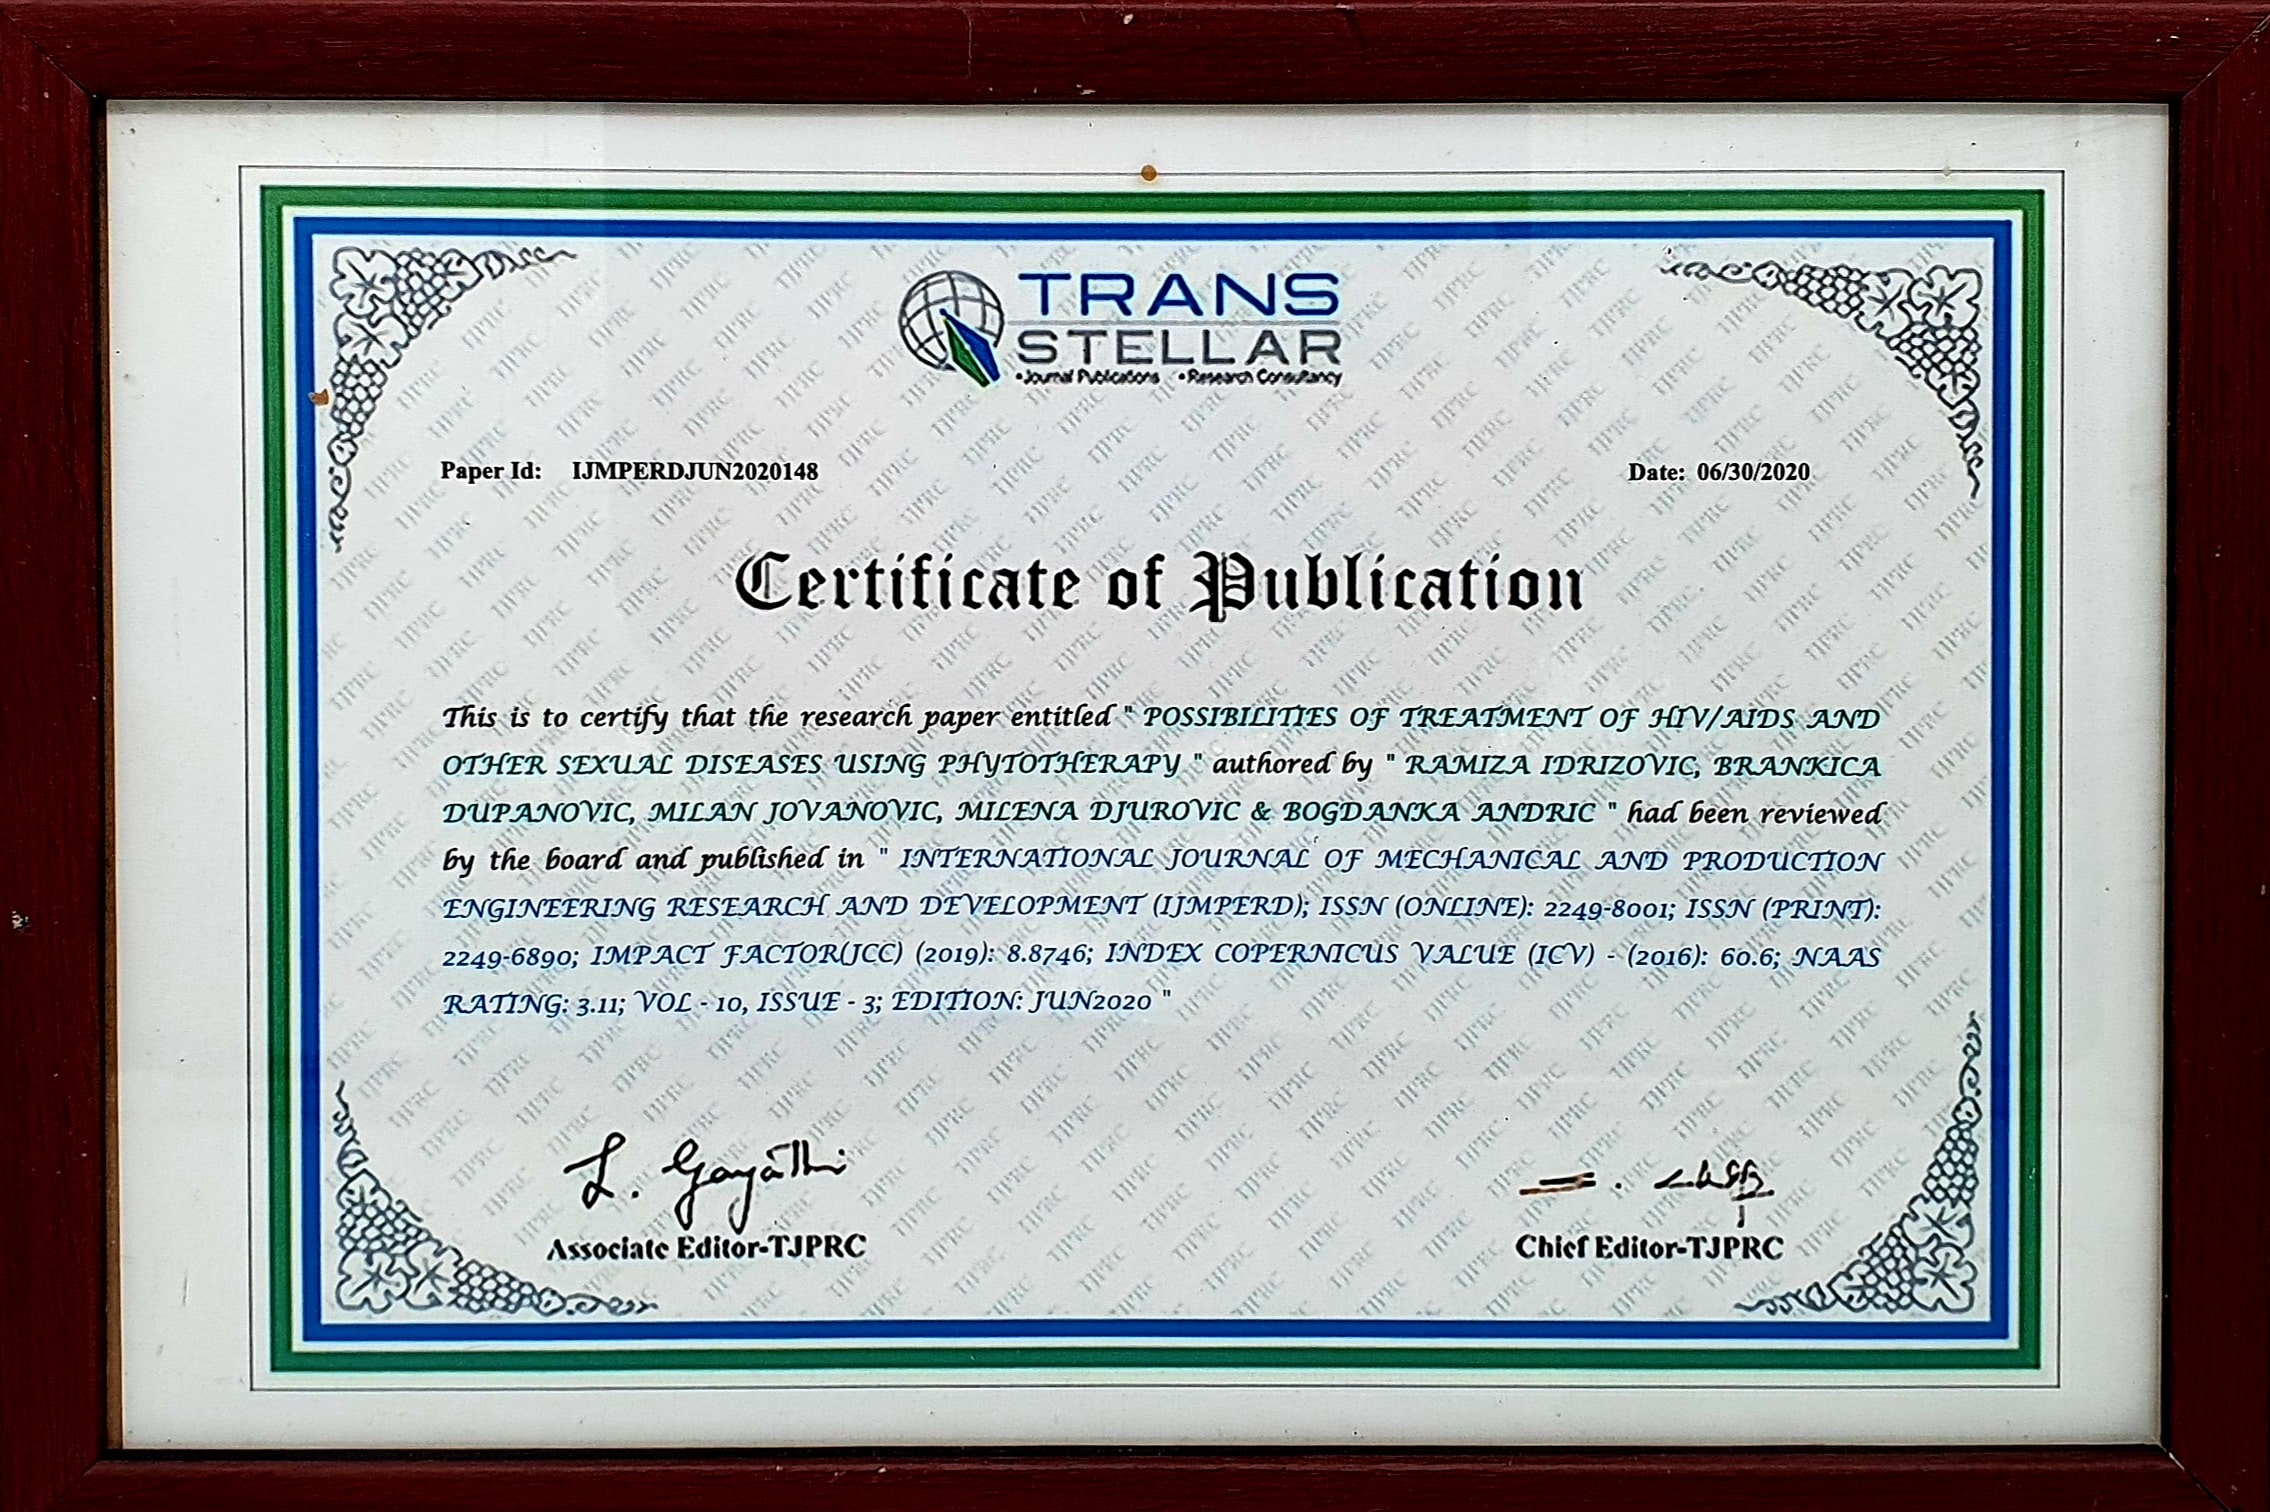 TRANS
STELLAR
•Journal Publications •Research Consultancy
Paper Id: IJMPERDJUN2020148 Date: 06/30/2020
Certificate of Publication
This is to certify that the research paper entitled " POSSIBILITIES OF TREATMENT OF HIV/AIDS AND
OTHER SEXUAL DISEASES USING PHYTOTHERAPY " authored by " RAMIZA IDRIZOVIC, BRANKICA
DUPANOVIC, MILAN JOVANOVIC, MILENA DJUROVIC & BOGDANKA ANDRIC " had been reviewed
by the board and published in " INTERNATIONAL JOURNAL OF MECHANICAL AND PRODUCTION
ENGINEERING RESEARCH AND DEVELOPMENT (IJMPERD); ISSN (ONLINE): 2249-8001; ISSN (PRINT):
2249-6890; IMPACT FACTOR(JCC) (2019): 8.8746; INDEX COPERNICUS VALUE (ICV) - (2016): 60.6; NAAS
RATING: 3.11; VOL - 10, ISSUE - 3; EDITION: JUN2020 "
L. Gayathri
Associate Editor-TJPRC Chief Editor-TJPRC